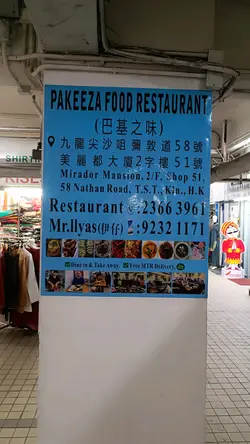 PAKEEZA FOOD RESTAURANT
(巴基之味)
九龍尖沙咀彌敦道58號
美麗都大廈2字樓51號
Mirador Mansion, 2/F, Shop 51,
58 Nathan Road, T.S.T., Kln., H.K
Restaurant :2366 3961
Mr.Ilyas(伊仔) :9232 1171
Dine in & Take Away. Free MTR Delivery.
SHIRT